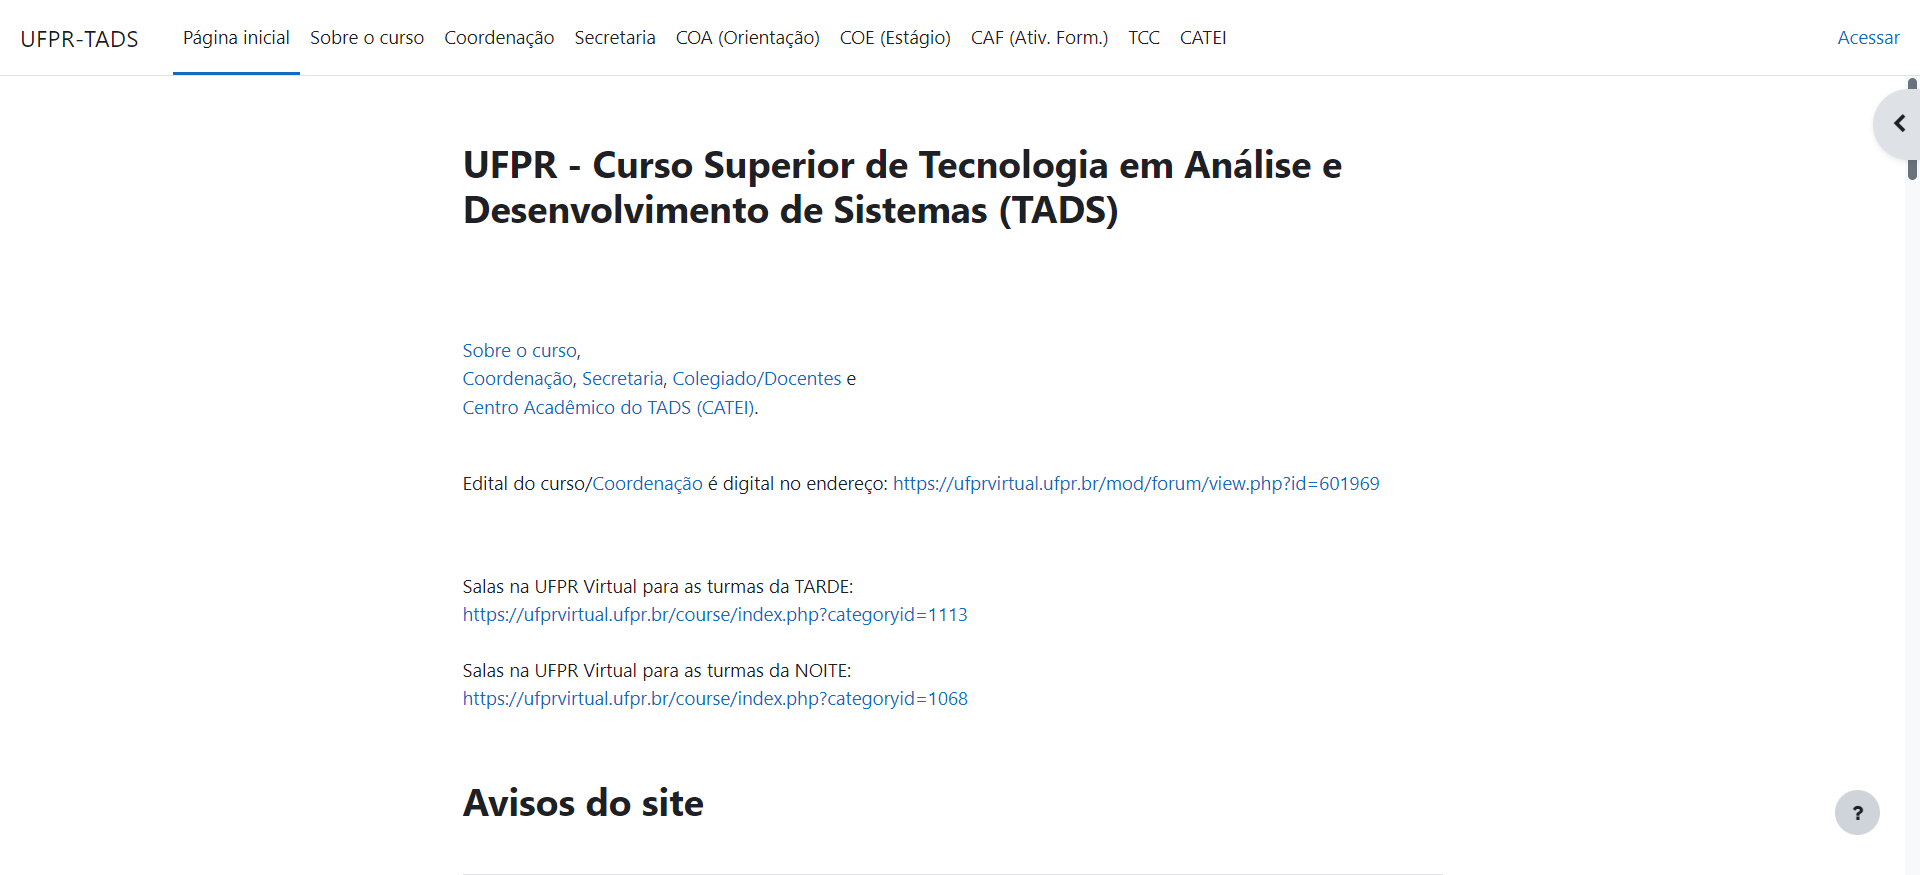 UFPR-TADS Página inicial Sobre o curso Coordenação Secretaria COA (Orientação) COE (Estágio) CAF (Ativ. Form.) TCC CATEI Acessar
UFPR - Curso Superior de Tecnologia em Análise e
Desenvolvimento de Sistemas (TADS)
Sobre o curso,
Coordenação, Secretaria, Colegiado/Docentes e
Centro Acadêmico do TADS (CATEI).
Edital do curso/Coordenação é digital no endereço: https://ufprvirtual.ufpr.br/mod/forum/view.php?id=601969
Salas na UFPR Virtual para as turmas da TARDE:
https://ufprvirtual.ufpr.br/course/index.php?categoryid=1113
Salas na UFPR Virtual para as turmas da NOITE:
https://ufprvirtual.ufpr.br/course/index.php?categoryid=1068
Avisos do site
?